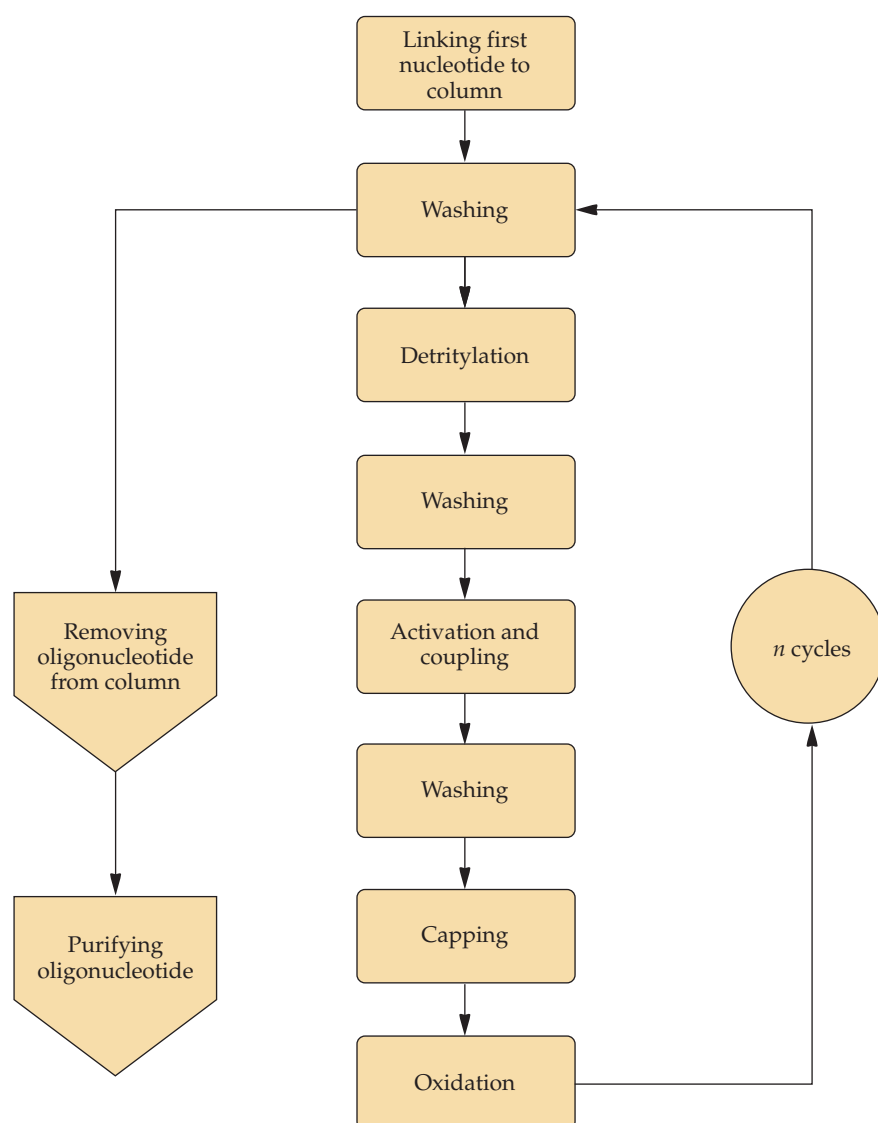 Linking first
nucleotide to
column
Washing
Detritylation
Washing
Activation and
coupling
Washing
Capping
Oxidation
n cycles
Removing
oligonucleotide
from column
Purifying
oligonucleotide